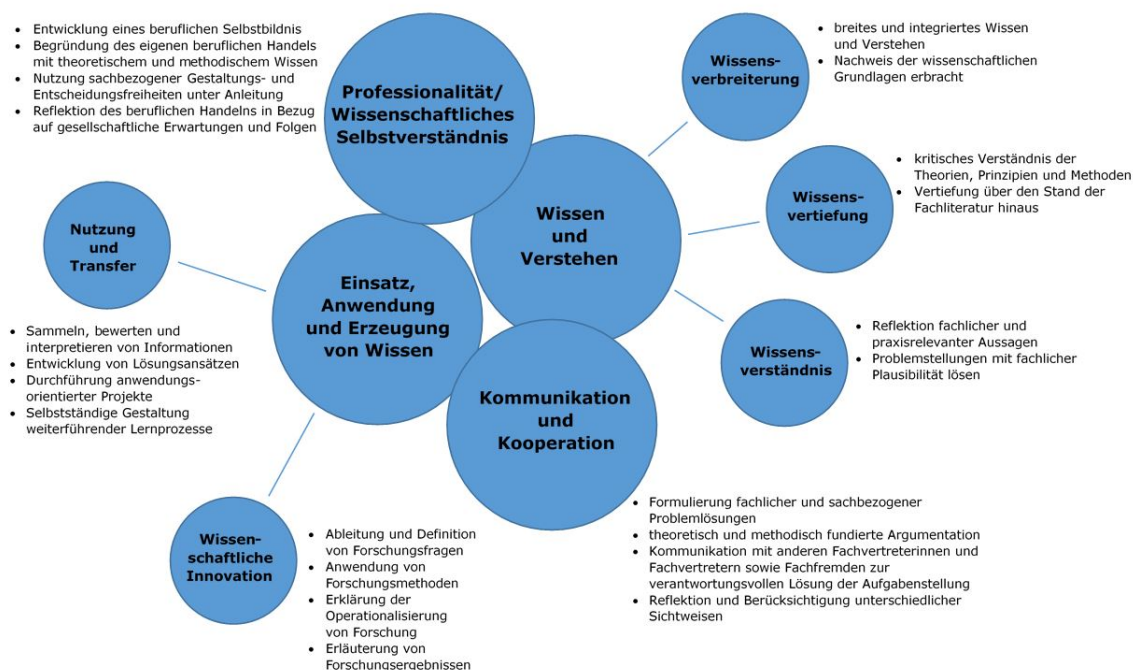 • Entwicklung eines beruflichen Selbstbildnis
• Begründung des eigenen beruflichen Handels
mit theoretischem und methodischem Wissen
• Nutzung sachbezogener Gestaltungs- und
Entscheidungsfreiheiten unter Anleitung
• Reflektion des beruflichen Handelns in Bezug
auf gesellschaftliche Erwartungen und Folgen
Professionalität/
Wissenschaftliches
Selbstverständnis
Wissens-
verbreiterung
• breites und integriertes Wissen
und Verstehen
• Nachweis der wissenschaftlichen
Grundlagen erbracht
Wissen
und
Verstehen
Wissens-
vertiefung
• kritisches Verständnis der
Theorien, Prinzipien und Methoden
• Vertiefung über den Stand der
Fachliteratur hinaus
Nutzung
und
Transfer
Einsatz,
Anwendung
und Erzeugung
von Wissen
• Sammeln, bewerten und
interpretieren von Informationen
• Entwicklung von Lösungsansätzen
• Durchführung anwendungs-
orientierter Projekte
• Selbstständige Gestaltung
weiterführender Lernprozesse
Wissens-
verständnis
• Reflektion fachlicher und
praxisrelevanter Aussagen
• Problemstellungen mit fachlicher
Plausibilität lösen
Kommunikation
und
Kooperation
Wissen-
schaftliche
Innovation
• Ableitung und Definition
von Forschungsfragen
• Anwendung von
Forschungsmethoden
• Erklärung der
Operationalisierung
von Forschung
• Erläuterung von
Forschungsergebnissen
• Formulierung fachlicher und sachbezogener
Problemlösungen
• theoretisch und methodisch fundierte Argumentation
• Kommunikation mit anderen Fachvertreterinnen und
Fachvertretern sowie Fachfremden zur
verantwortungsvollen Lösung der Aufgabenstellung
• Reflektion und Berücksichtigung unterschiedlicher
Sichtweisen